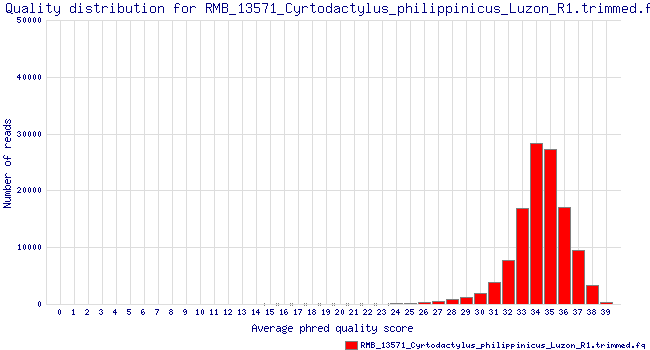 Quality distribution for RMB_13571_Cyrtodactylus_philippinicus_Luzon_R1.trimmed.f
50000
40000
30000
20000
10000
0
Number of reads
0 1 2 3 4 5 6 7 8 9 10 11 12 13 14 15 16 17 18 19 20 21 22 23 24 25 26 27 28 29 30 31 32 33 34 35 36 37 38 39
Average phred quality score
RMB_13571_Cyrtodactylus_philippinicus_Luzon_R1.trimmed.fq